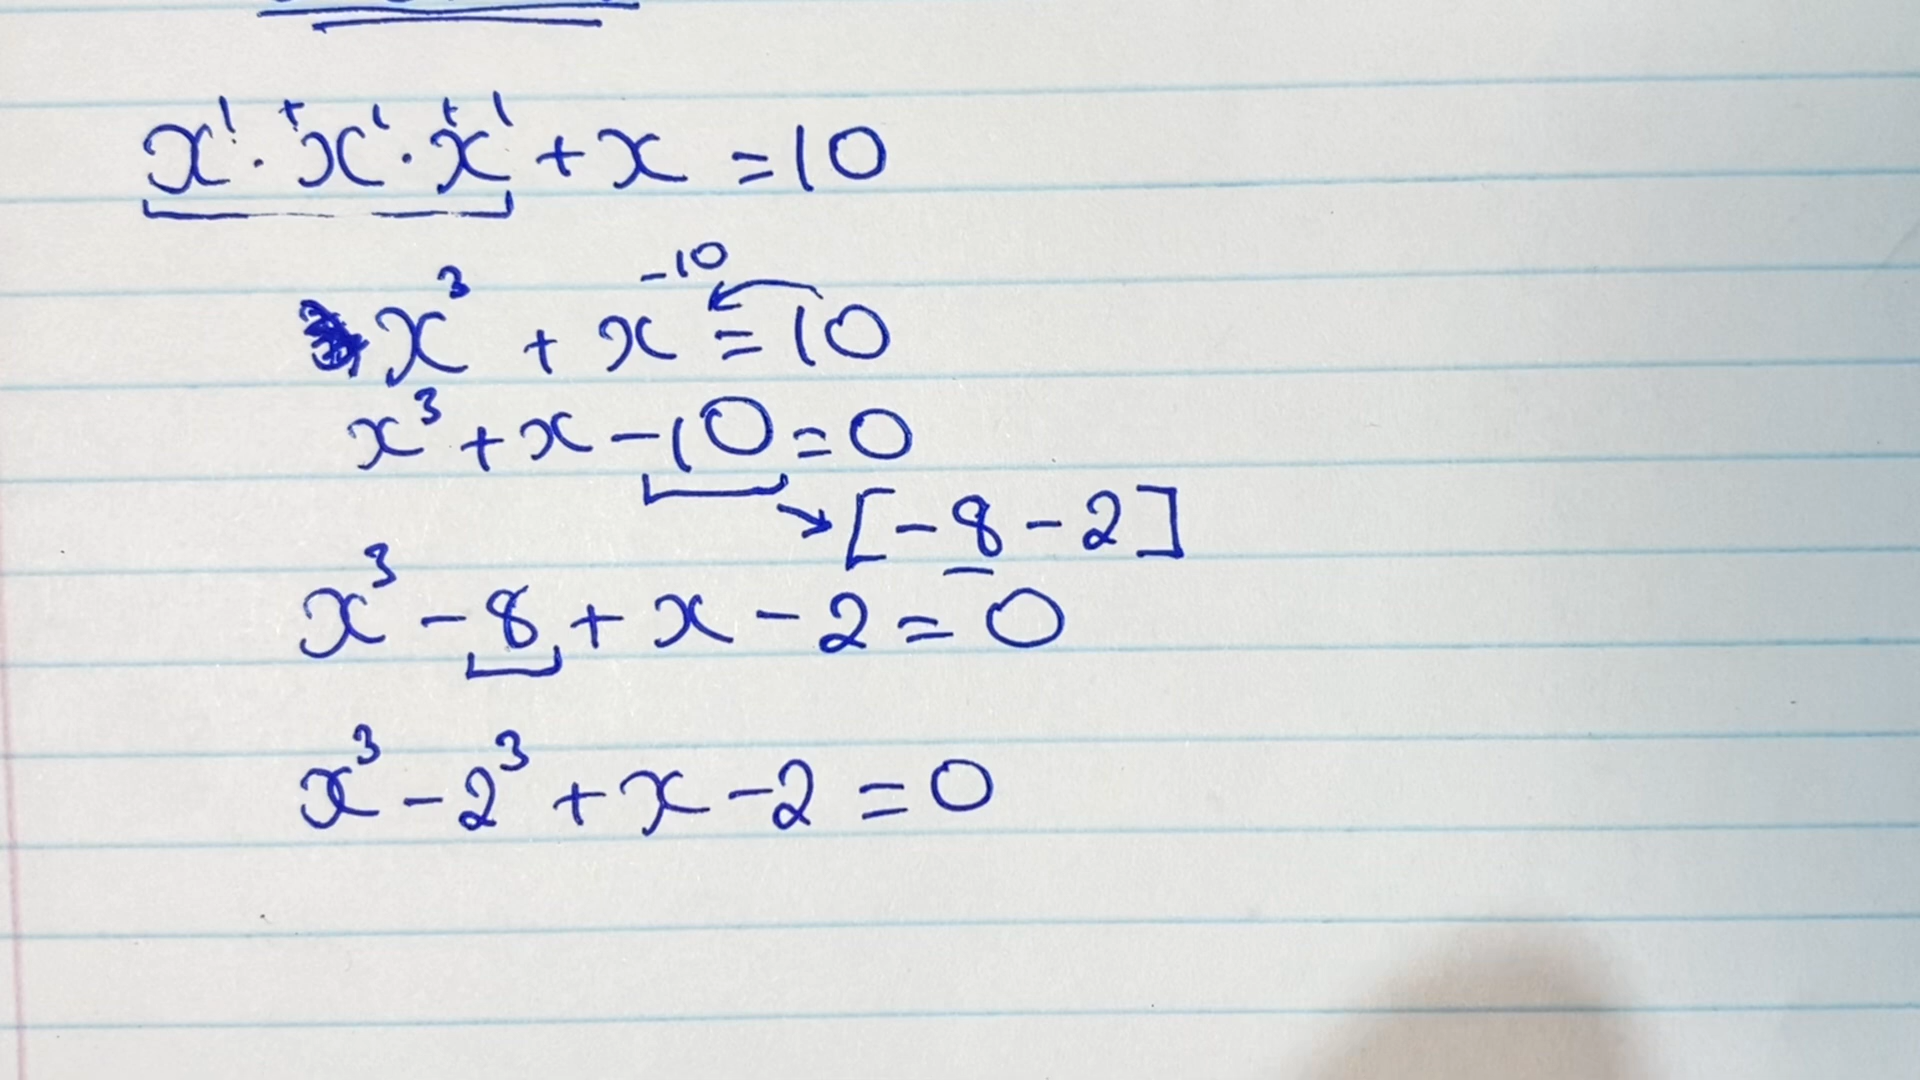 x¹ · ⁺x¹ · ⁺x¹ + x = 10
-10
x³ + x = 10
x³ + x - 10 = 0
→ [-8-2]
x³ - 8 + x - 2 = 0
x³ - 2³ + x - 2 = 0